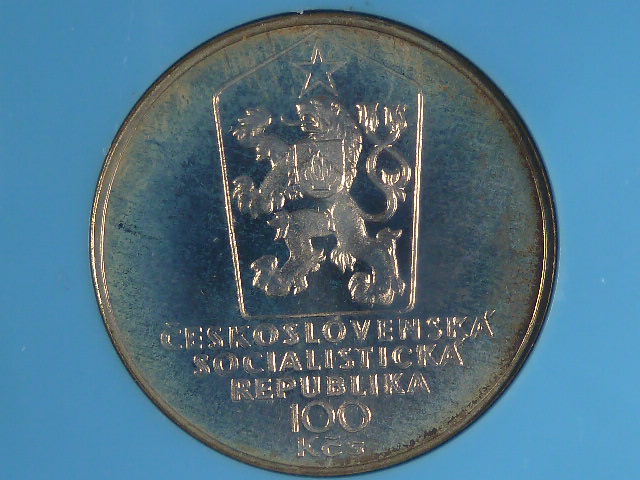 ČESKOSLOVENSKÁ
SOCIALISTICKÁ
REPUBLIKA
100
Kčs